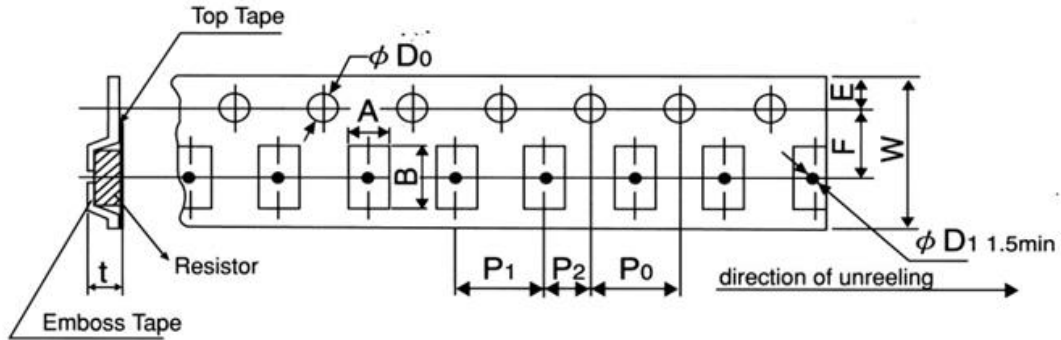 Top Tape
φ D0
A
B
E
F
W
φ D1 1.5min
P1
P2
P0
direction of unreeling
Resistor
t
Emboss Tape